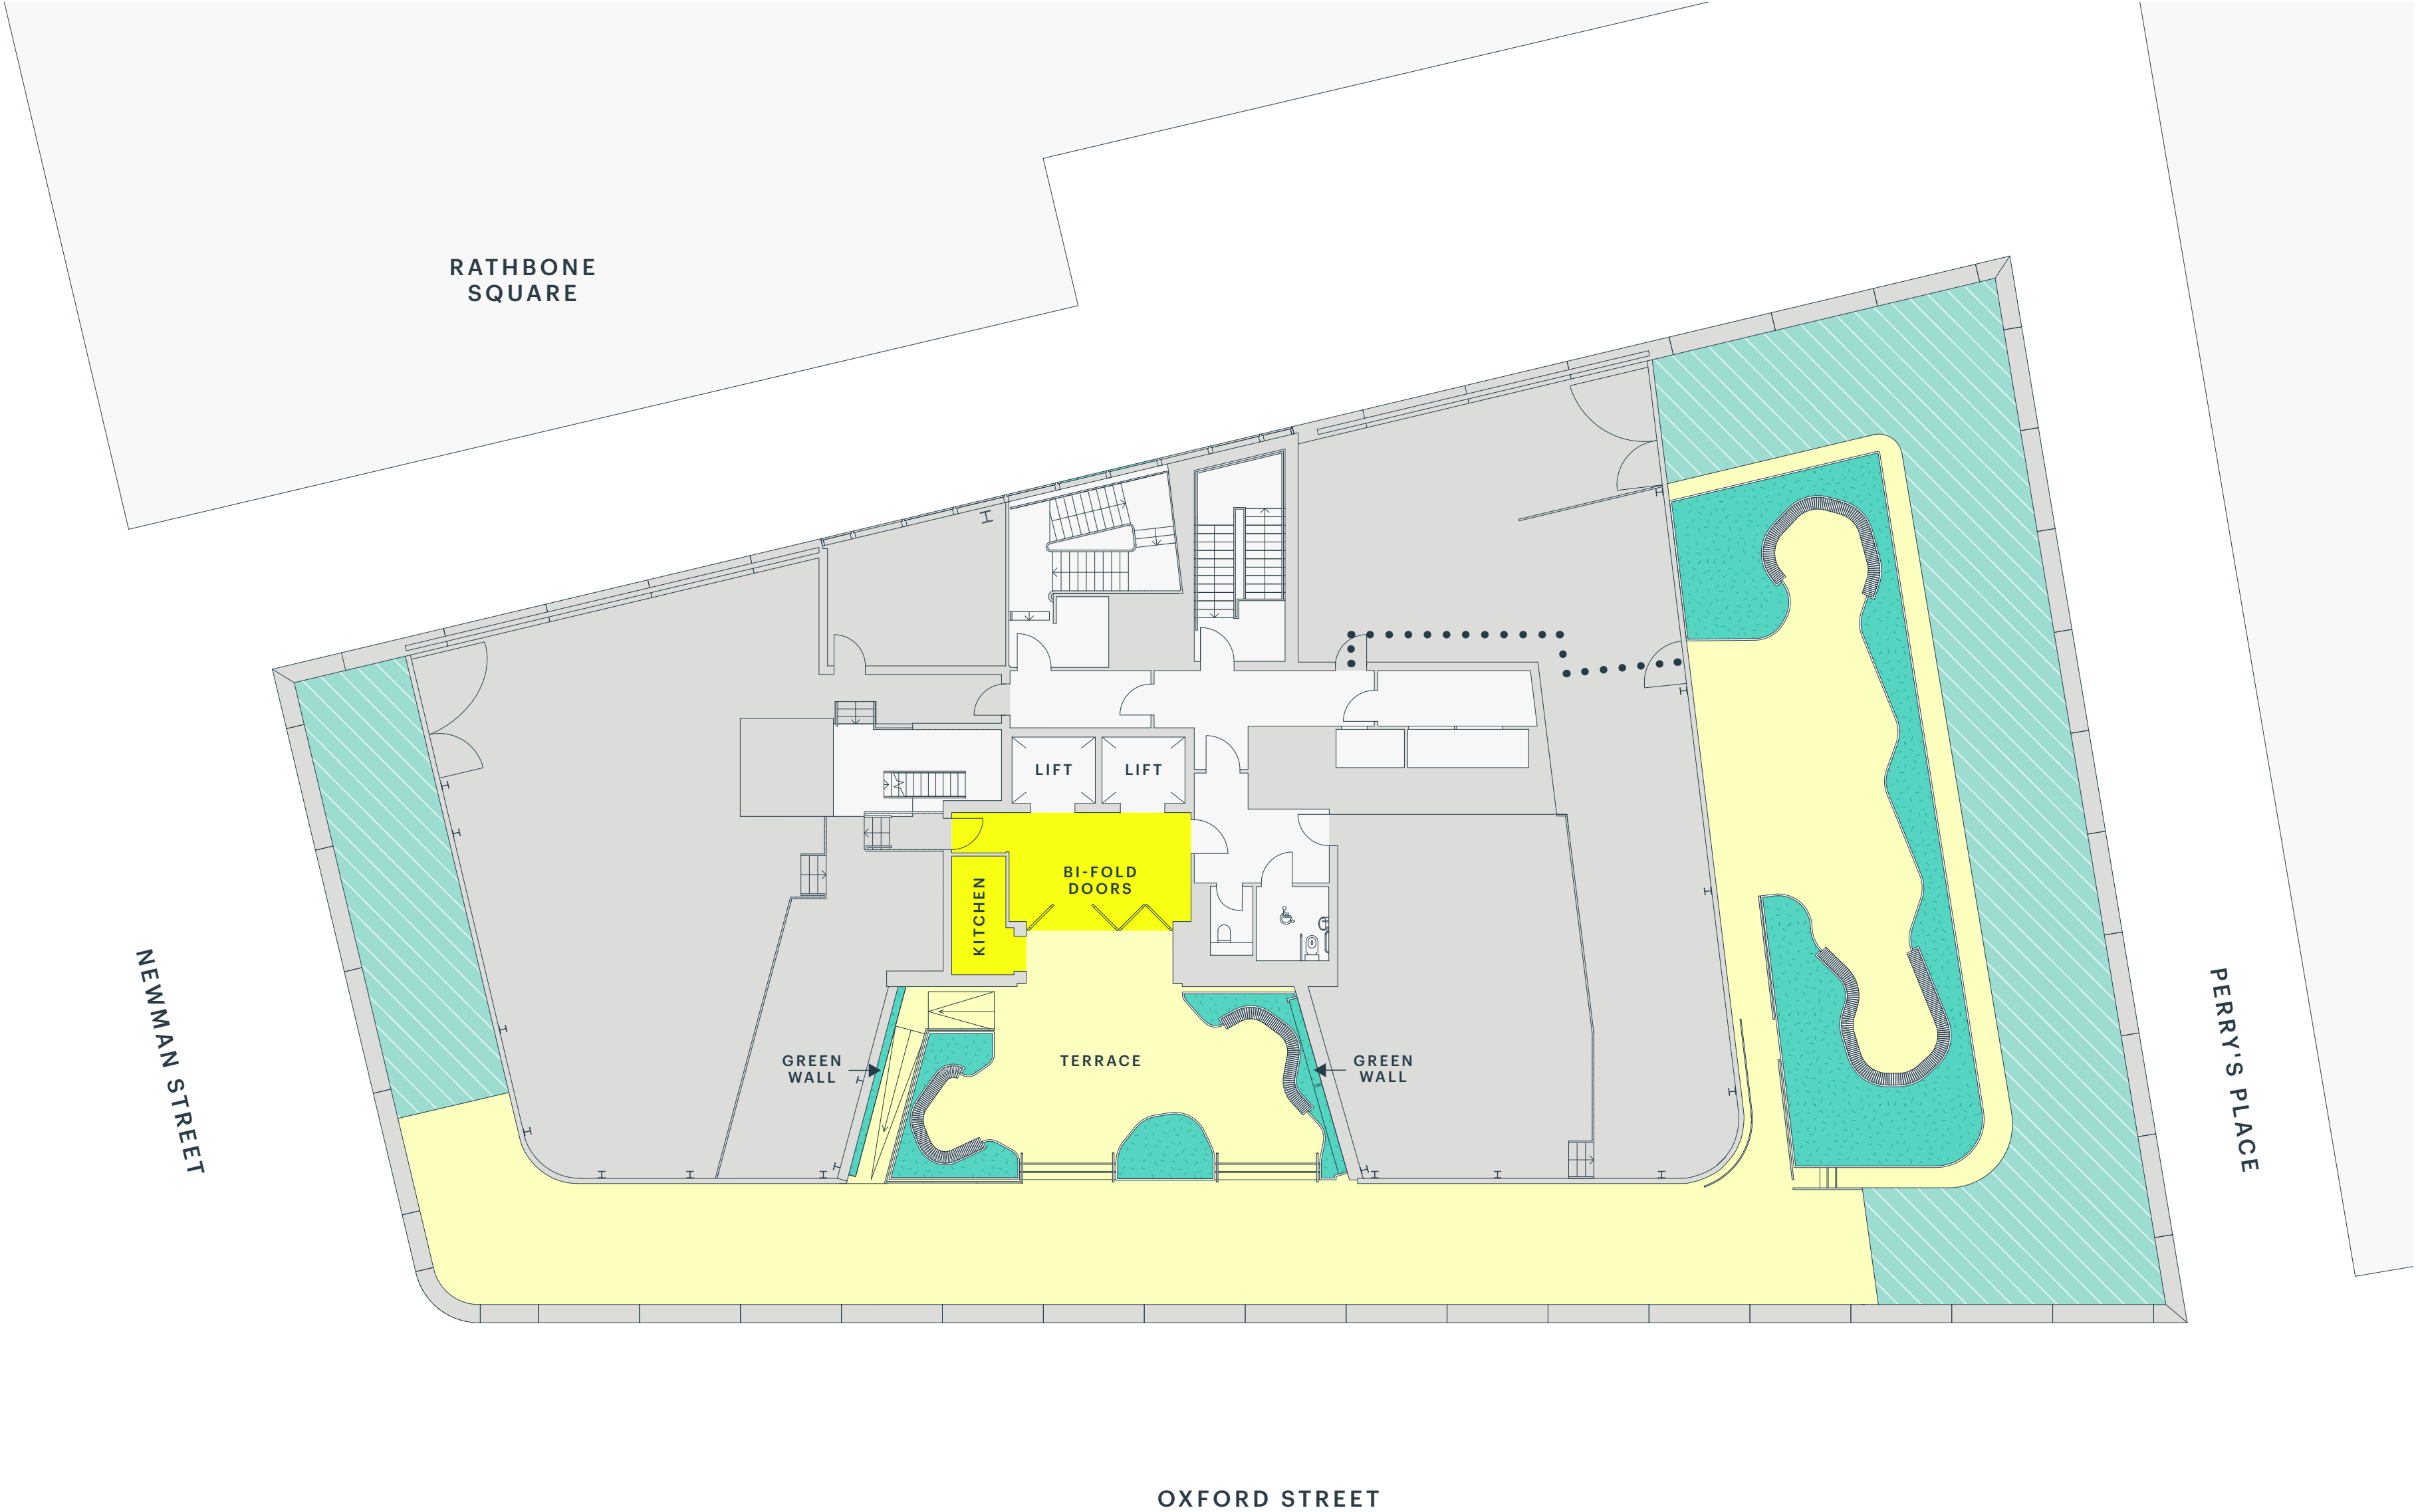 RATHBONE
SQUARE
LIFT
LIFT
BI-FOLD
DOORS
KITCHEN
NEWMAN STREET
PERRY'S PLACE
GREEN
WALL
TERRACE
GREEN
WALL
OXFORD STREET